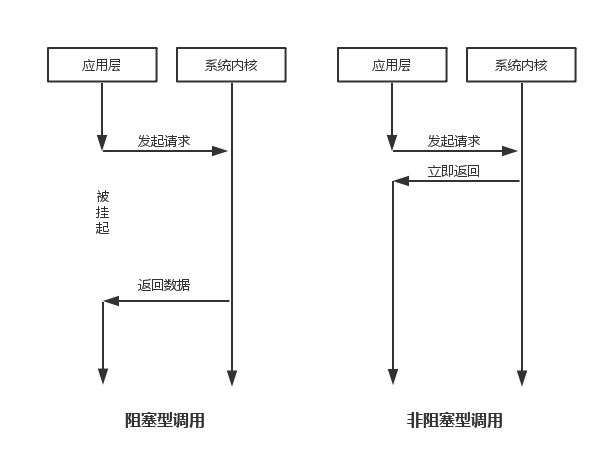 应用层
系统内核
发起请求
被
挂
起
返回数据
阻塞型调用
应用层
系统内核
发起请求
立即返回
非阻塞型调用